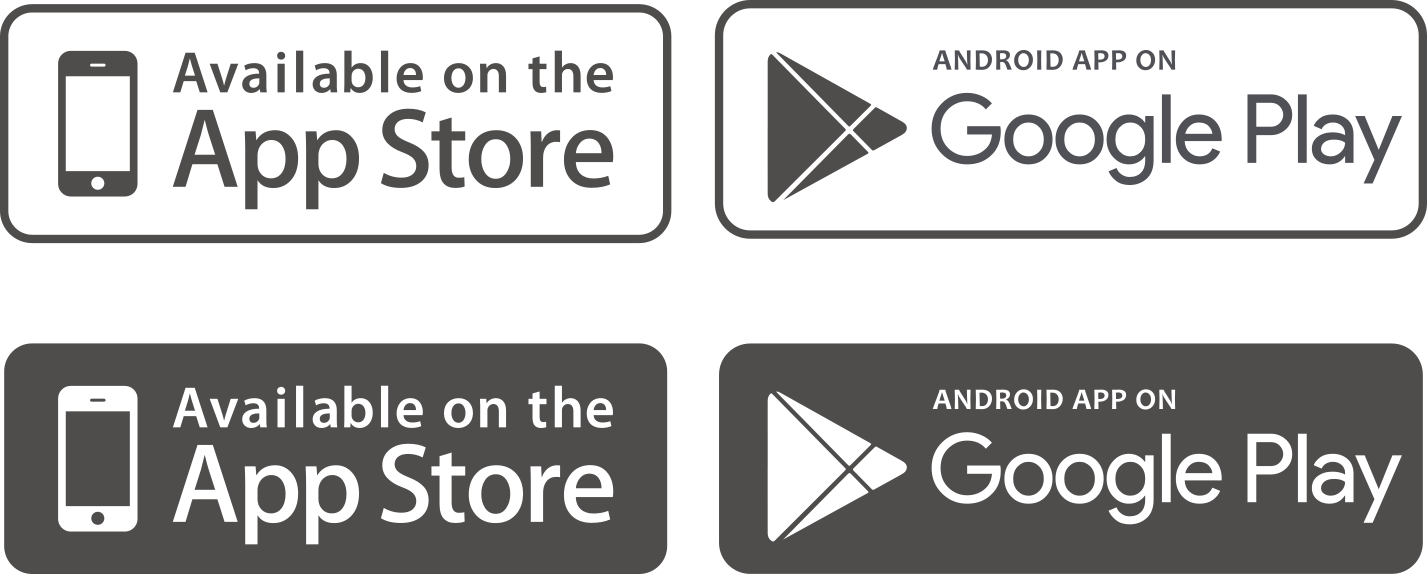 Available on the
App Store
ANDROID APP ON
Google Play
Available on the
App Store
ANDROID APP ON
Google Play